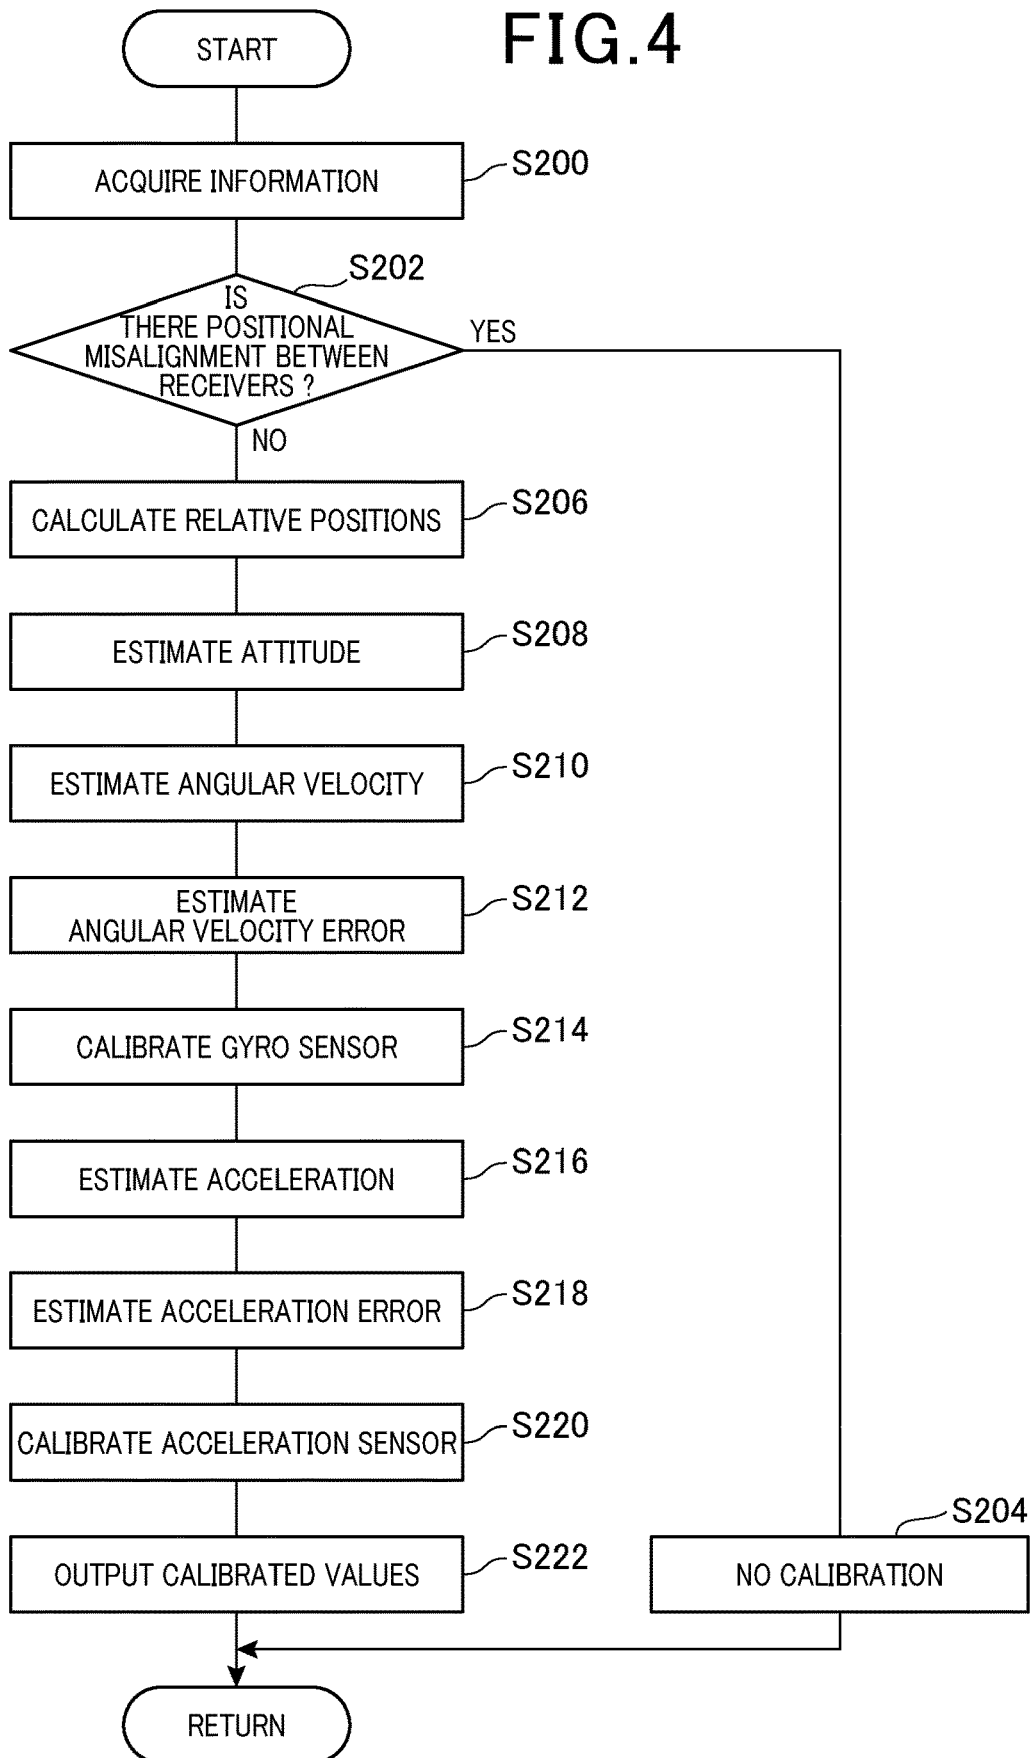 FIG.4
START
ACQUIRE INFORMATION
S200
S202
IS
THERE POSITIONAL
MISALIGNMENT BETWEEN
RECEIVERS ?
YES
NO
CALCULATE RELATIVE POSITIONS
S206
ESTIMATE ATTITUDE
S208
ESTIMATE ANGULAR VELOCITY
S210
ESTIMATE
ANGULAR VELOCITY ERROR
S212
CALIBRATE GYRO SENSOR
S214
ESTIMATE ACCELERATION
S216
ESTIMATE ACCELERATION ERROR
S218
CALIBRATE ACCELERATION SENSOR
S220
OUTPUT CALIBRATED VALUES
S222
S204
NO CALIBRATION
RETURN